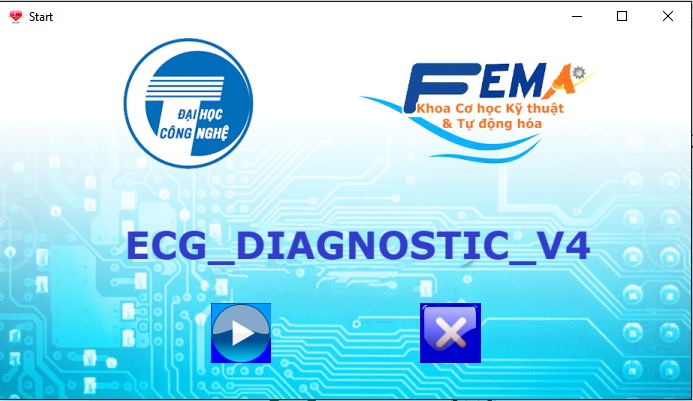 Start
ĐẠI HỌC
CÔNG NGHỆ
FEMA
Khoa Cơ học Kỹ thuật
& Tự động hóa
ECG_DIAGNOSTIC_V4